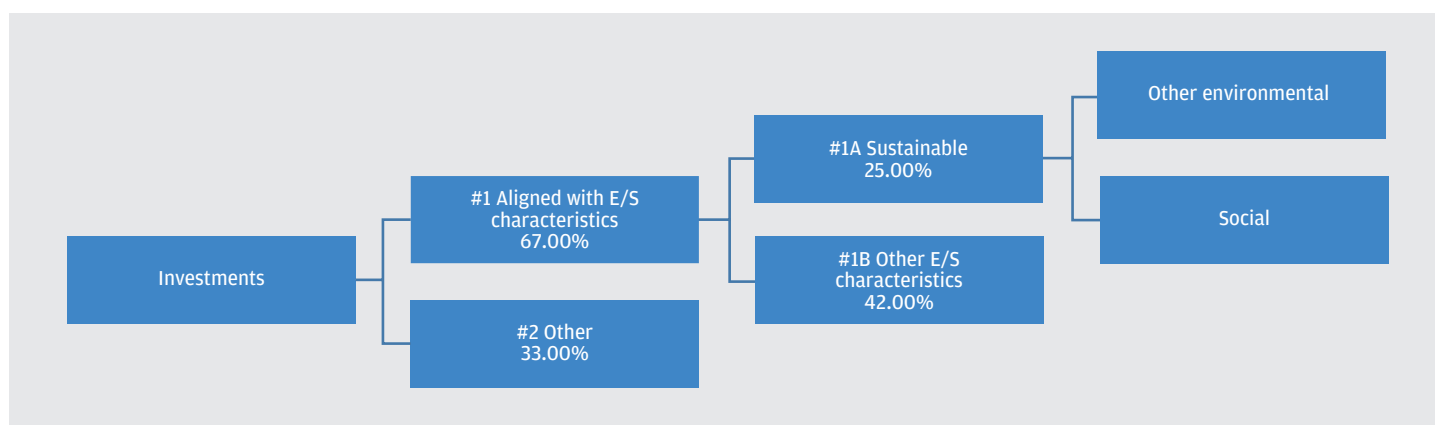 Investments
#1 Aligned with E/S
characteristics
67.00%
#2 Other
33.00%
#1A Sustainable
25.00%
#1B Other E/S
characteristics
42.00%
Other environmental
Social